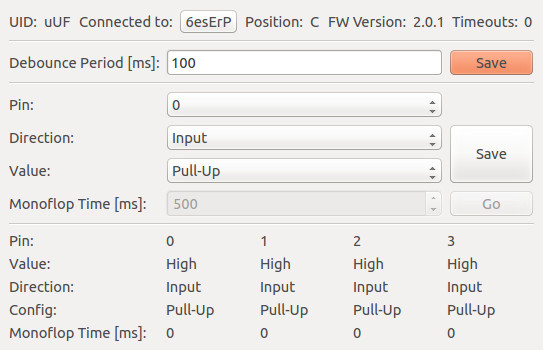 UID: uUF Connected to: 6esErP Position: C FW Version: 2.0.1 Timeouts: 0
Debounce Period [ms]: 100 Save
Pin: 0
Direction: Input
Value: Pull-Up
Save
Monoflop Time [ms]: 500 Go
Pin: 0 1 2 3
Value: High High High High
Direction: Input Input Input Input
Config: Pull-Up Pull-Up Pull-Up Pull-Up
Monoflop Time [ms]: 0 0 0 0